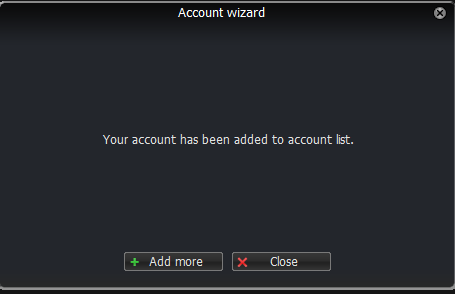 Account wizard
Your account has been added to account list.
Add more
Close